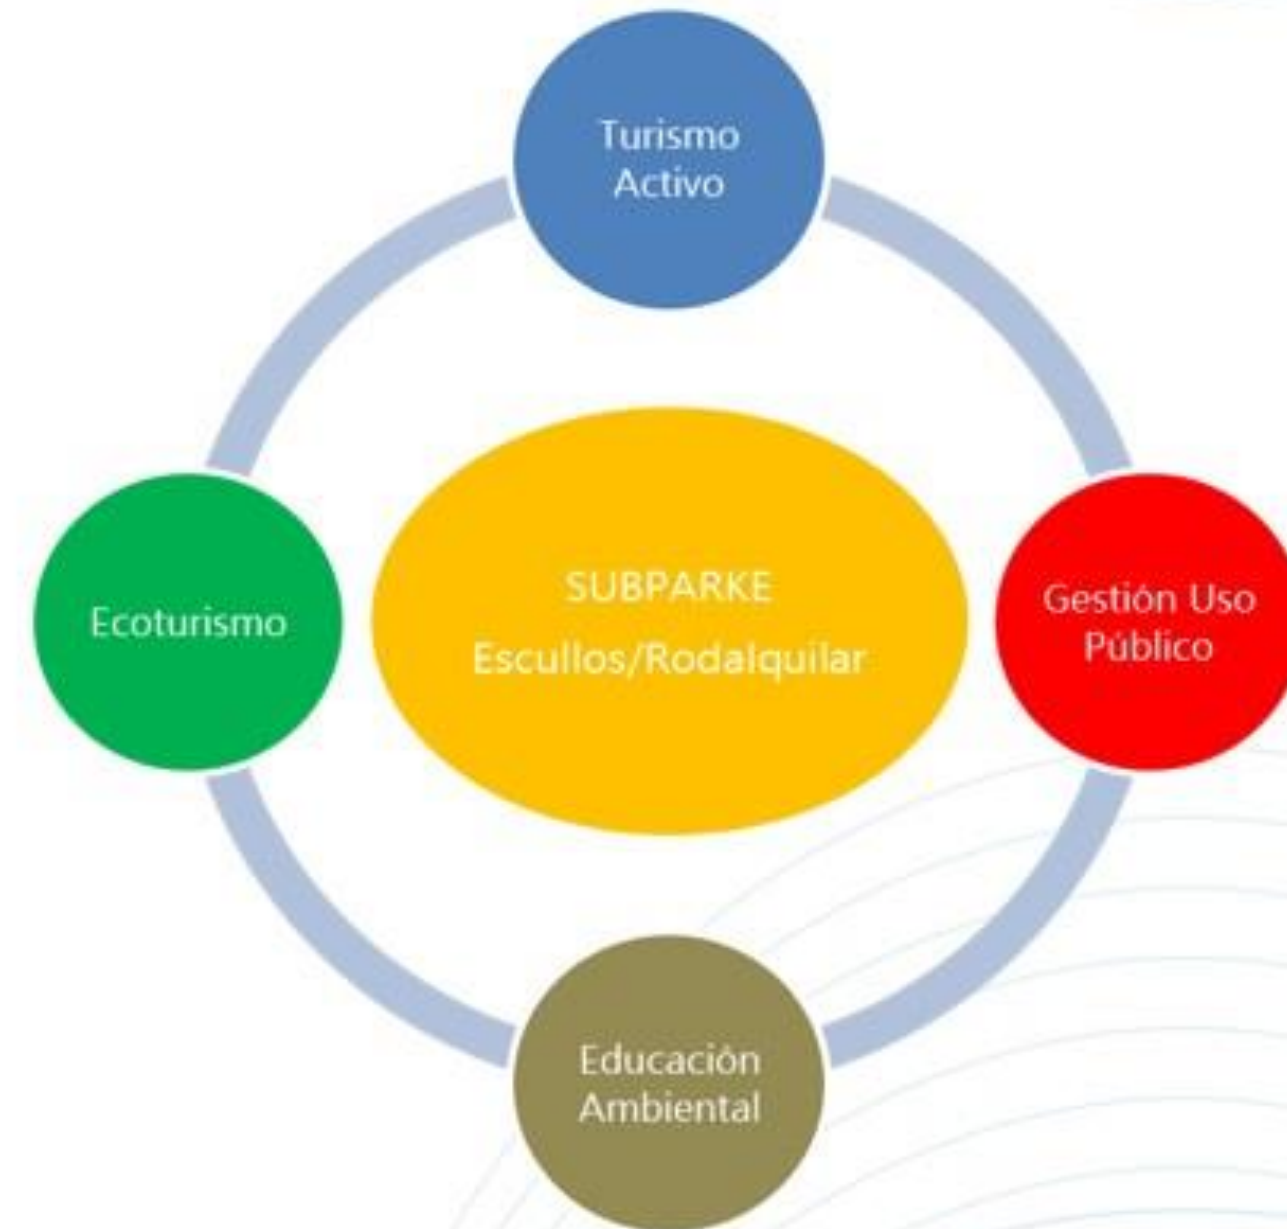 Turismo
Activo
SUBPARKE
Escullos/Rodalquilar
Ecoturismo
Gestión Uso
Público
Educación
Ambiental